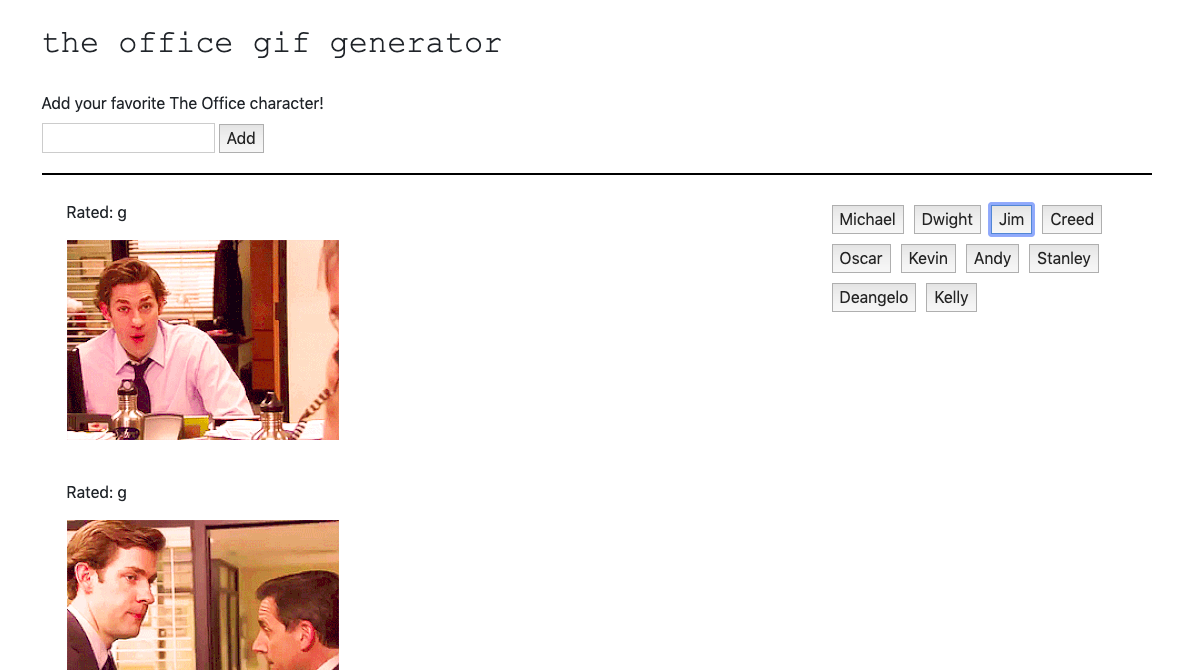 the office gif generator
Add your favorite The Office character!
Add
Rated: g
Michael Dwight Jim Creed
Oscar Kevin Andy Stanley
Deangelo Kelly
Rated: g